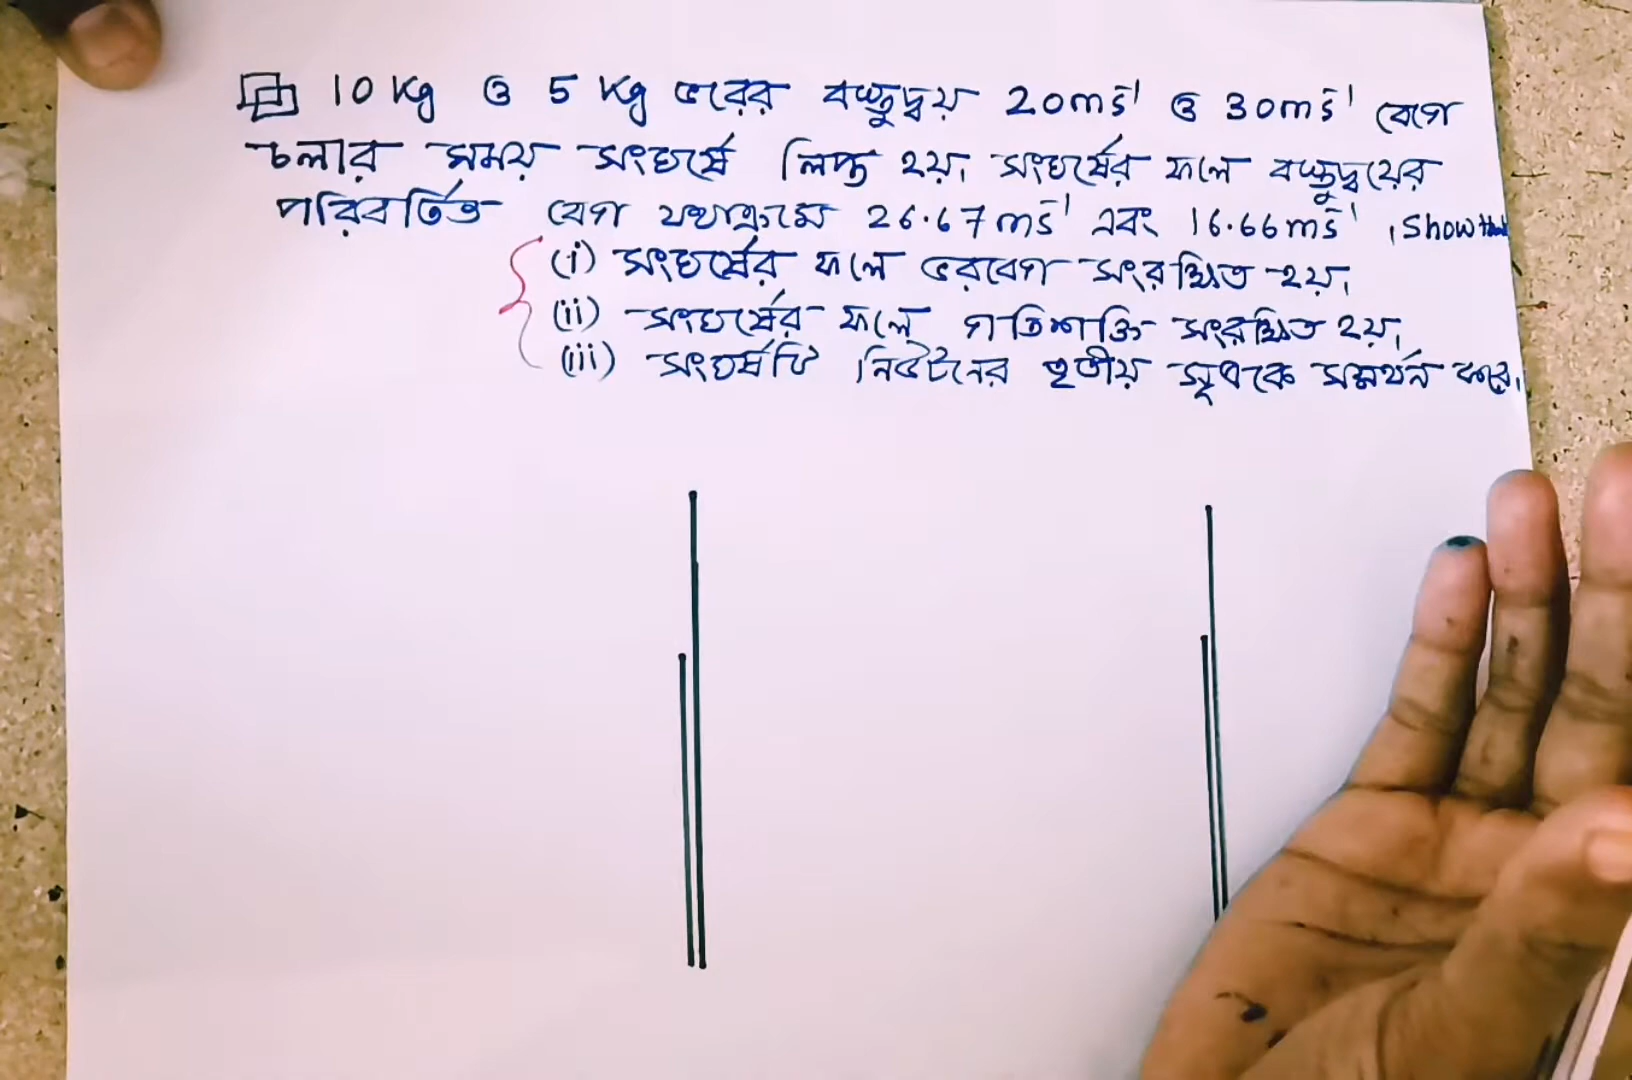 10 kg ও 5 kg ভরের বস্তুদ্বয় 20ms⁻¹ ও 30ms⁻¹ বেগে
চলার সময় সংঘর্ষে লিপ্ত হয়। সংঘর্ষের ফলে বস্তুদ্বয়ের
পরিবর্তিত বেগ যথাক্রমে 26.67ms⁻¹ এবং 16.66ms⁻¹ । Show that
(i) সংঘর্ষের ফলে ভরবেগ সংরক্ষিত হয়।
(ii) সংঘর্ষের ফলে গতিশক্তি সংরক্ষিত হয়।
(iii) সংঘর্ষটি নিউটনের তৃতীয় সূত্রকে সমর্থন করে।